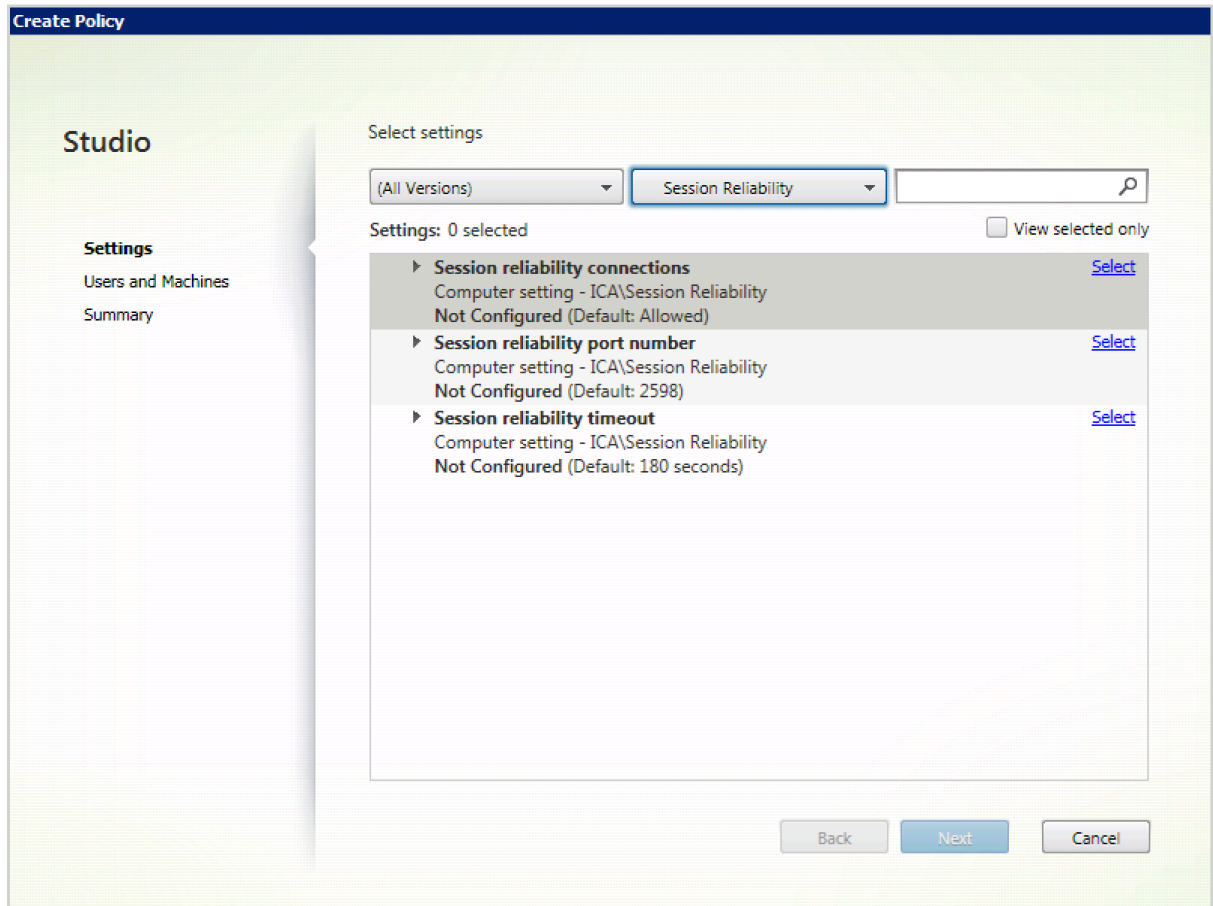 Create Policy
Studio
Select settings
(All Versions)
Session Reliability
Settings: 0 selected
View selected only
Settings
Users and Machines
Summary
Session reliability connections
Select
Computer setting - ICA\Session Reliability
Not Configured (Default: Allowed)
Session reliability port number
Select
Computer setting - ICA\Session Reliability
Not Configured (Default: 2598)
Session reliability timeout
Select
Computer setting - ICA\Session Reliability
Not Configured (Default: 180 seconds)
Back
Next
Cancel